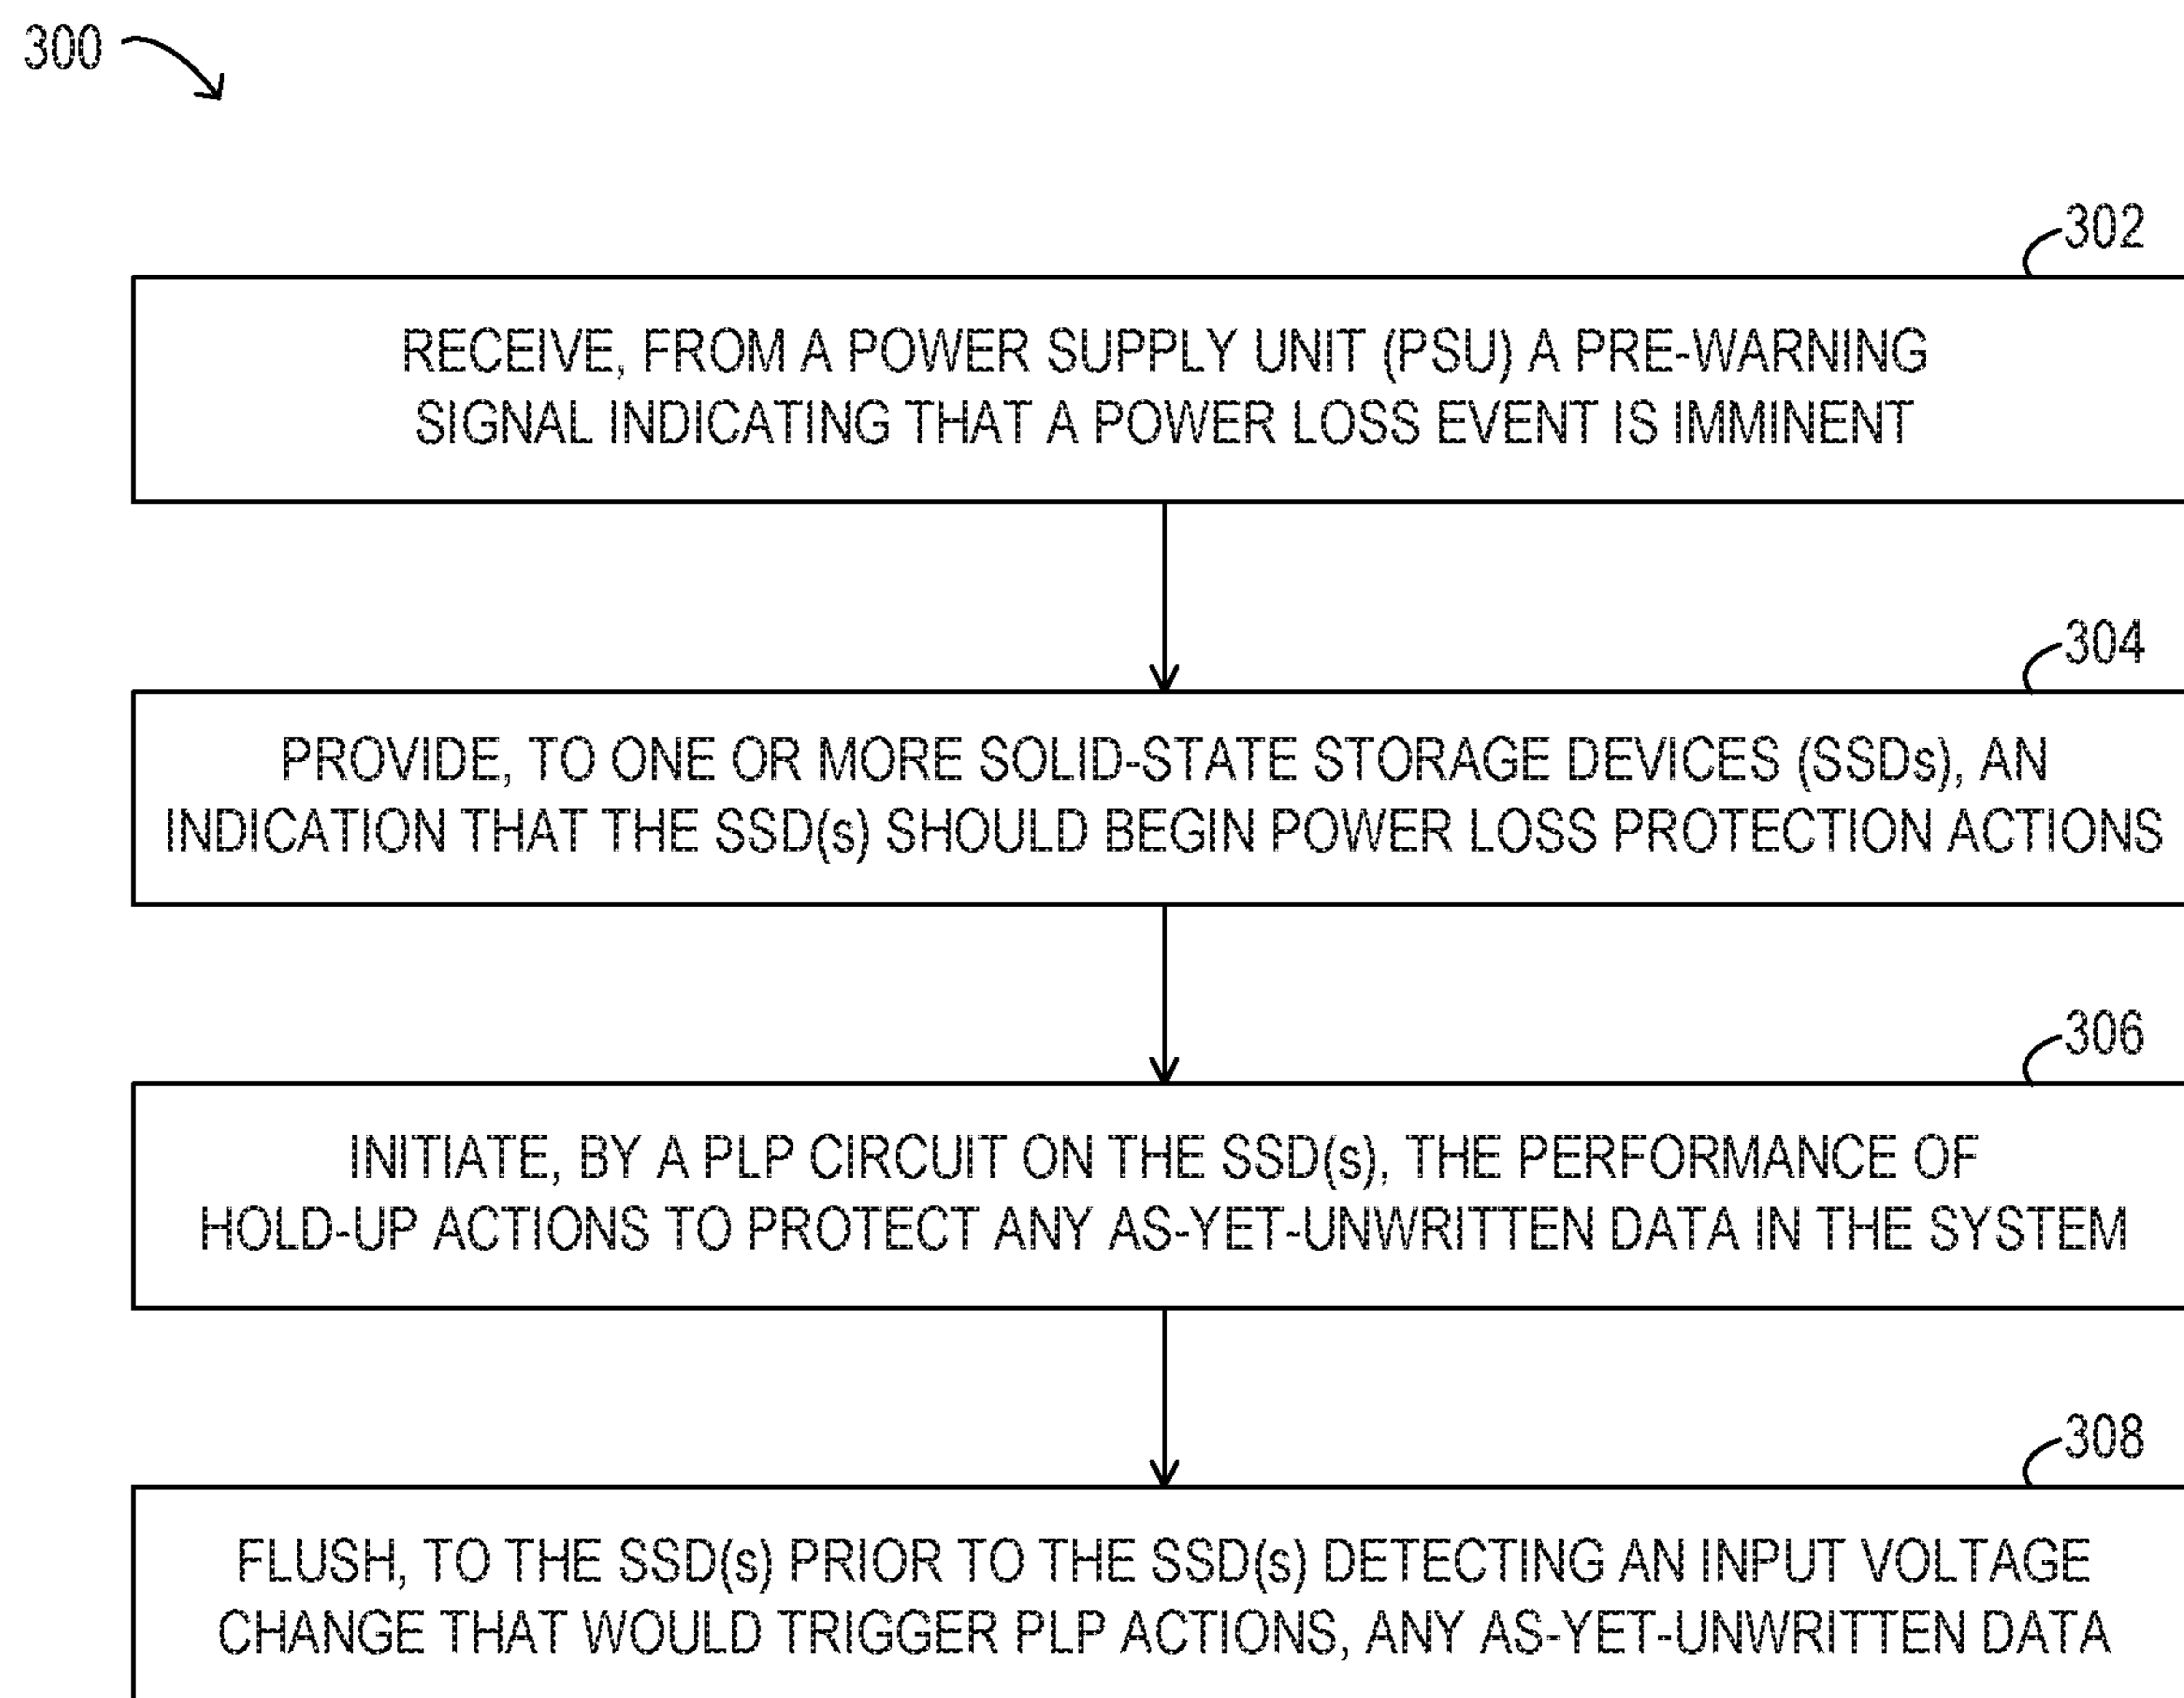 300
302
RECEIVE, FROM A POWER SUPPLY UNIT (PSU) A PRE-WARNING
SIGNAL INDICATING THAT A POWER LOSS EVENT IS IMMINENT
304
PROVIDE, TO ONE OR MORE SOLID-STATE STORAGE DEVICES (SSDs), AN
INDICATION THAT THE SSD(s) SHOULD BEGIN POWER LOSS PROTECTION ACTIONS
306
INITIATE, BY A PLP CIRCUIT ON THE SSD(s), THE PERFORMANCE OF
HOLD-UP ACTIONS TO PROTECT ANY AS-YET-UNWRITTEN DATA IN THE SYSTEM
308
FLUSH, TO THE SSD(s) PRIOR TO THE SSD(s) DETECTING AN INPUT VOLTAGE
CHANGE THAT WOULD TRIGGER PLP ACTIONS, ANY AS-YET-UNWRITTEN DATA